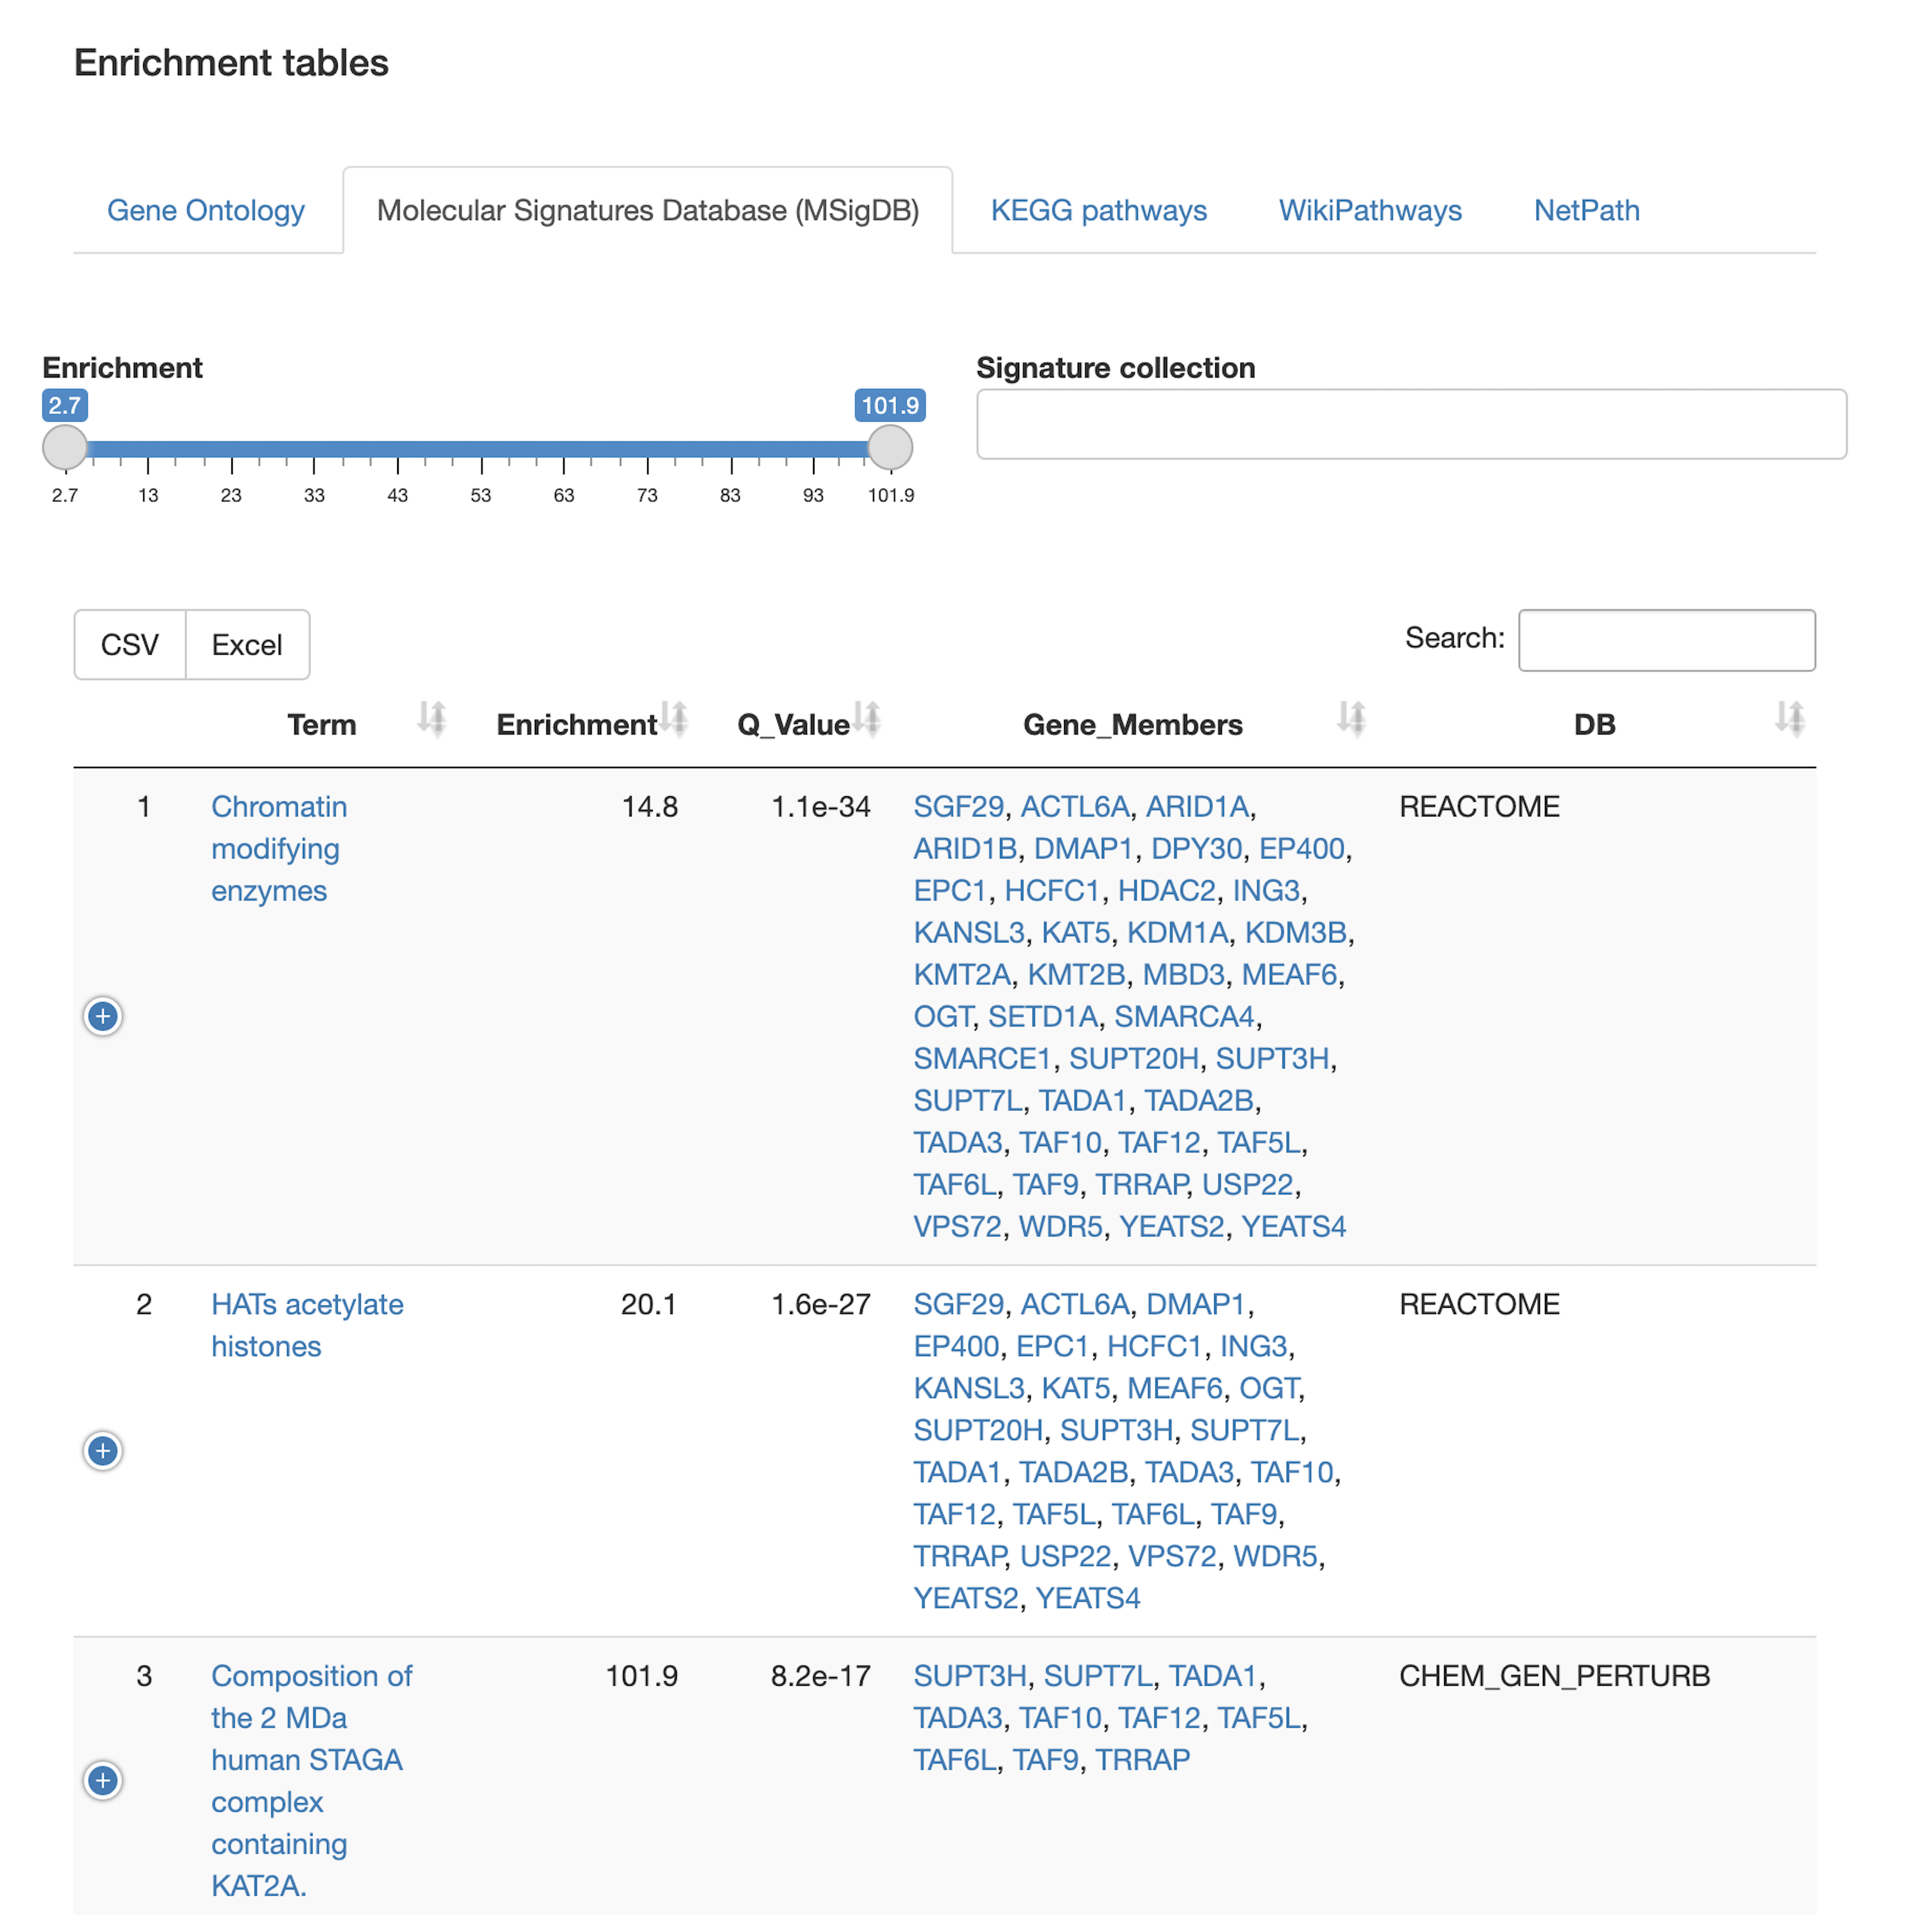 Enrichment tables
Gene Ontology
Molecular Signatures Database (MSigDB)
KEGG pathways
WikiPathways
NetPath
Enrichment
2.7
101.9
2.7 13 23 33 43 53 63 73 83 93 101.9
Signature collection
CSV
Excel
Search:
Term Enrichment Q_Value Gene_Members DB
1
Chromatin
modifying
enzymes
14.8
1.1e-34
SGF29, ACTL6A, ARID1A,
ARID1B, DMAP1, DPY30, EP400,
EPC1, HCFC1, HDAC2, ING3,
KANSL3, KAT5, KDM1A, KDM3B,
KMT2A, KMT2B, MBD3, MEAF6,
OGT, SETD1A, SMARCA4,
SMARCE1, SUPT20H, SUPT3H,
SUPT7L, TADA1, TADA2B,
TADA3, TAF10, TAF12, TAF5L,
TAF6L, TAF9, TRRAP, USP22,
VPS72, WDR5, YEATS2, YEATS4
REACTOME
2
HATs acetylate
histones
20.1
1.6e-27
SGF29, ACTL6A, DMAP1,
EP400, EPC1, HCFC1, ING3,
KANSL3, KAT5, MEAF6, OGT,
SUPT20H, SUPT3H, SUPT7L,
TADA1, TADA2B, TADA3, TAF10,
TAF12, TAF5L, TAF6L, TAF9,
TRRAP, USP22, VPS72, WDR5,
YEATS2, YEATS4
REACTOME
3
Composition of
the 2 MDa
human STAGA
complex
containing
KAT2A.
101.9
8.2e-17
SUPT3H, SUPT7L, TADA1,
TADA3, TAF10, TAF12, TAF5L,
TAF6L, TAF9, TRRAP
CHEM_GEN_PERTURB